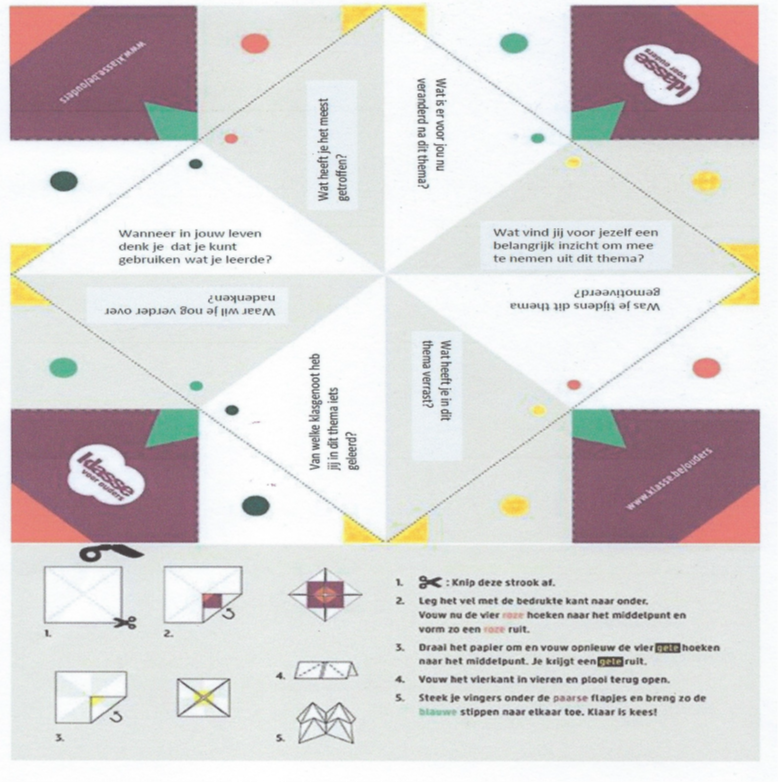 www.klasse.be/ouders
klasse
voor ouders
Wat heeft je het meest
getroffen?
Wat is er voor jou nu
veranderd na dit thema?
Wanneer in jouw leven
denk je dat je kunt
gebruiken wat je leerde?
Wat vind jij voor jezelf een
belangrijk inzicht om mee
te nemen uit dit thema?
Waar wil je nog verder over
nadenken?
Was je tijdens dit thema
gemotiveerd?
Van welke klasgenoot heb
jij in dit thema iets
geleerd?
Wat heeft je in dit
thema verrast?
klasse
voor ouders
www.klasse.be/ouders
1.
2.
3.
4.
5.
1. : Knip deze strook af.
2. Leg het vel met de bedrukte kant naar onder.
Vouw nu de vier roze hoeken naar het middelpunt en
vorm zo een roze ruit.
3. Draai het papier om en vouw opnieuw de vier gele hoeken
naar het middelpunt. Je krijgt een gele ruit.
4. Vouw het vierkant in vieren en plooi terug open.
5. Steek je vingers onder de paarse flapjes en breng zo de
blauwe stippen naar elkaar toe. Klaar is kees!